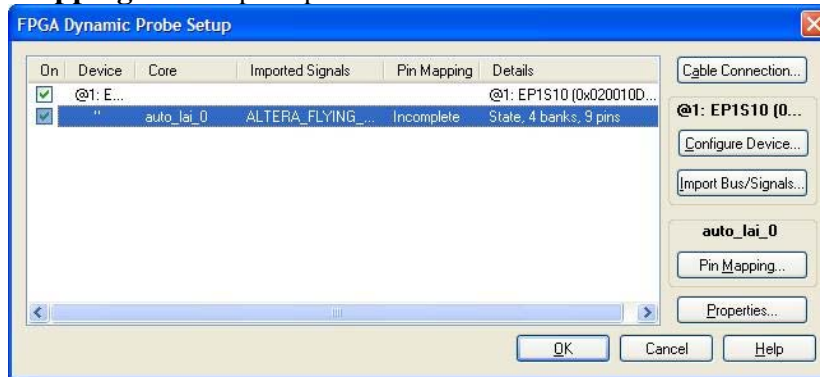 FPGA Dynamic Probe Setup
On Device Core Imported Signals Pin Mapping Details
@1: E... @1: EP1S10 (0x020010D...
" auto_lai_0 ALTERA_FLYING_... Incomplete State, 4 banks, 9 pins
Cable Connection...
@1: EP1S10 (0...
Configure Device...
Import Bus/Signals...
auto_lai_0
Pin Mapping...
Properties...
OK Cancel Help